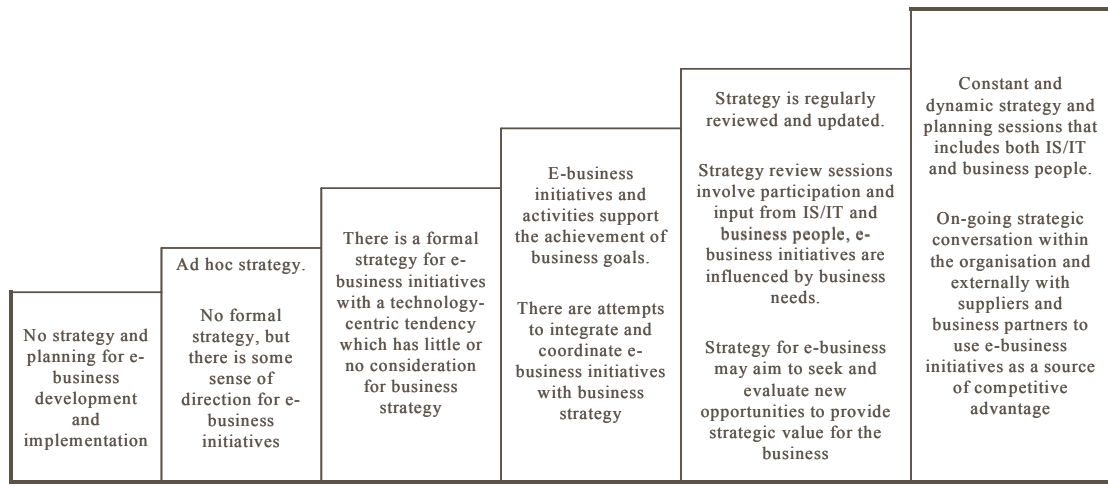 No strategy and
planning for e-
business
development
and
implementation
Ad hoc strategy.
No formal
strategy, but
there is some
sense of
direction for e-
business
initiatives
There is a formal
strategy for e-
business initiatives
with a technology-
centric tendency
which has little or
no consideration
for business
strategy
E-business
initiatives and
activities support
the achievement of
business goals.
There are attempts
to integrate and
coordinate e-
business initiatives
with business
strategy
Strategy is regularly
reviewed and updated.
Strategy review sessions
involve participation and
input from IS/IT and
business people, e-
business initiatives are
influenced by business
needs.
Strategy for e-business
may aim to seek and
evaluate new
opportunities to provide
strategic value for the
business
Constant and
dynamic strategy and
planning sessions that
includes both IS/IT
and business people.
On-going strategic
conversation within
the organisation and
externally with
suppliers and
business partners to
use e-business
initiatives as a source
of competitive
advantage